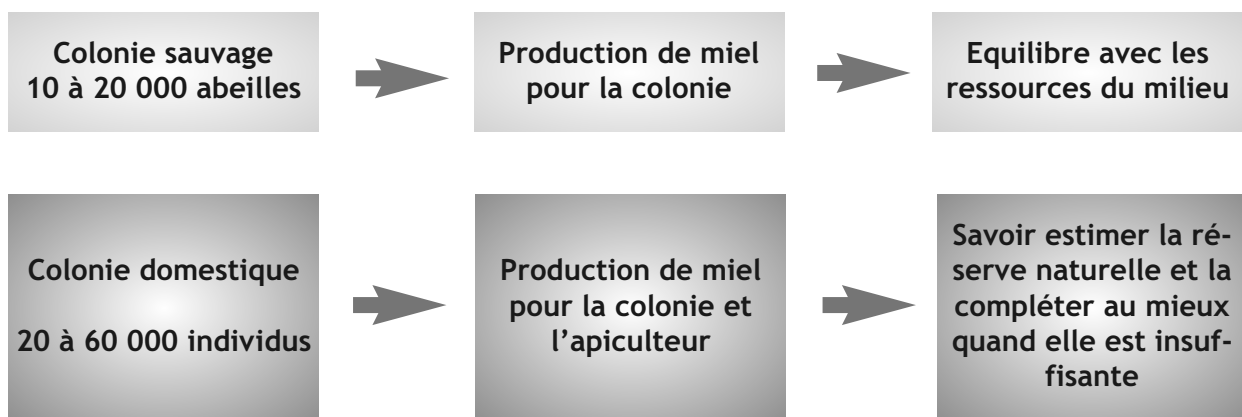 Colonie sauvage
10 à 20 000 abeilles
Production de miel
pour la colonie
Equilibre avec les
ressources du milieu
Colonie domestique
20 à 60 000 individus
Production de miel
pour la colonie et
l'apiculteur
Savoir estimer la ré-
serve naturelle et la
compléter au mieux
quand elle est insuf-
fisante